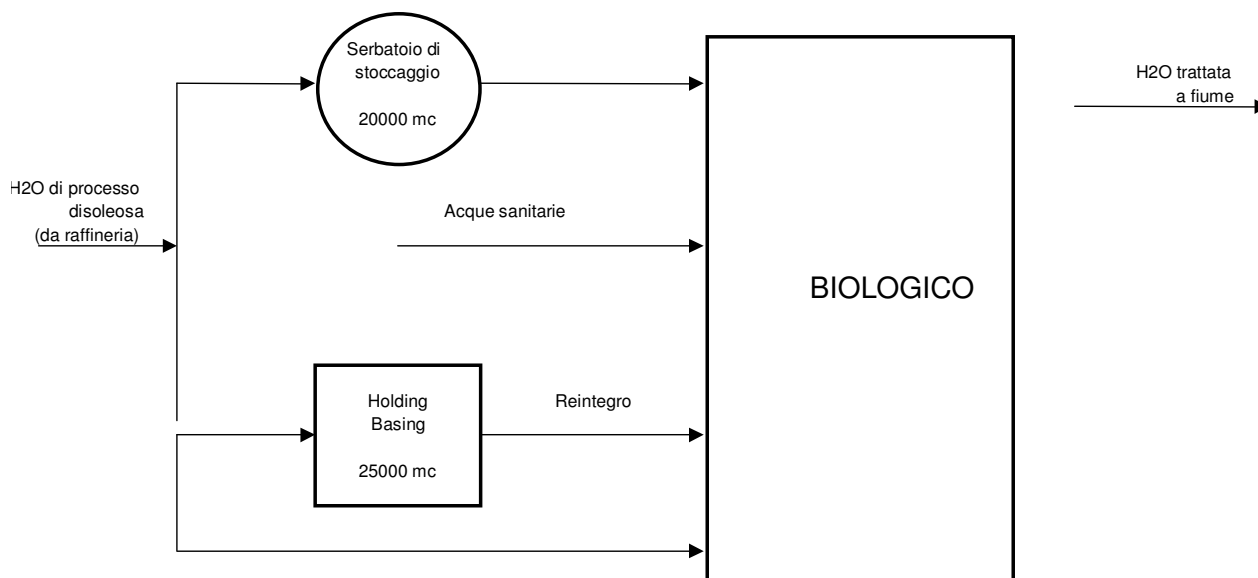 Serbatoio di
stoccaggio
20000 mc
H2O trattata
a fiume
H2O di processo
disoleosa
(da raffineria)
Acque sanitarie
BIOLOGICO
Holding
Basing
25000 mc
Reintegro